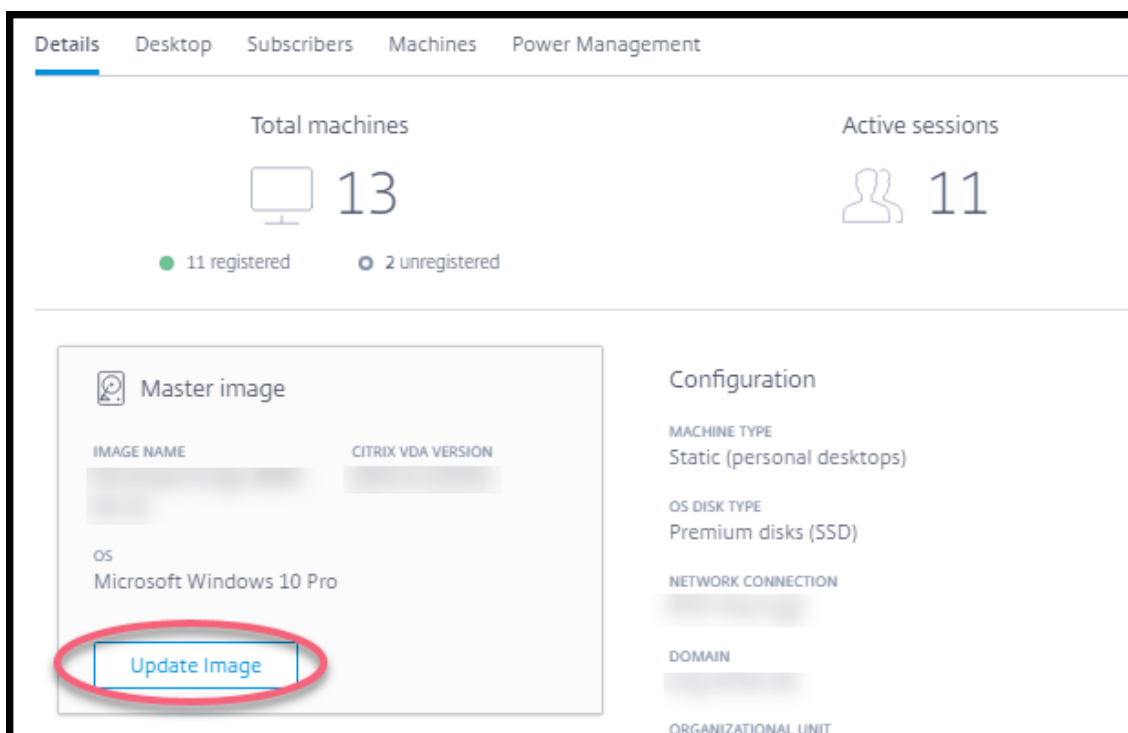 Details Desktop Subscribers Machines Power Management
Total machines
13
11 registered 2 unregistered
Active sessions
11
Master image
IMAGE NAME CITRIX VDA VERSION
OS
Microsoft Windows 10 Pro
Update Image
Configuration
MACHINE TYPE
Static (personal desktops)
OS DISK TYPE
Premium disks (SSD)
NETWORK CONNECTION
DOMAIN
ORGANIZATIONAL UNIT